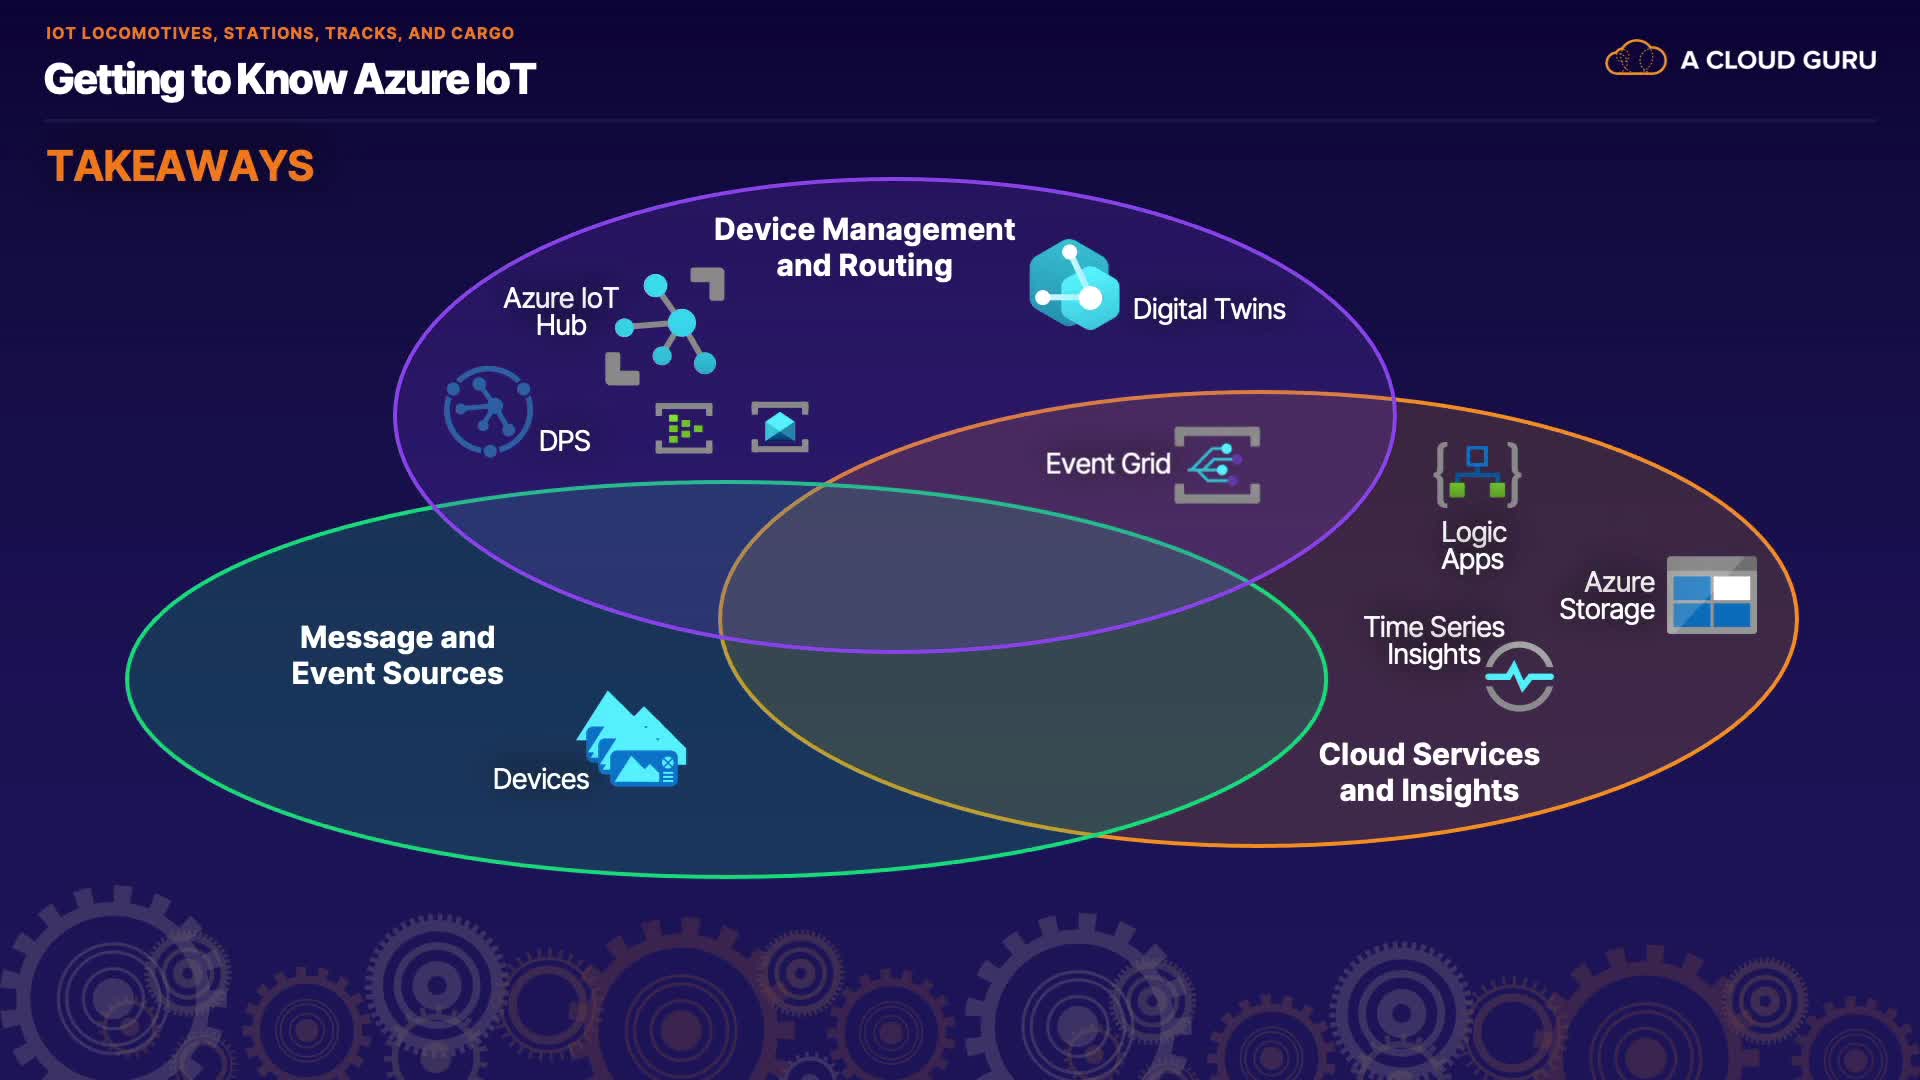 IOT LOCOMOTIVES, STATIONS, TRACKS, AND CARGO
Getting to Know Azure IoT
A CLOUD GURU
TAKEAWAYS
Device Management
and Routing
Azure IoT
Hub
Digital Twins
DPS
Event Grid
Logic
Apps
Azure
Storage
Time Series
Insights
Message and
Event Sources
Devices
Cloud Services
and Insights